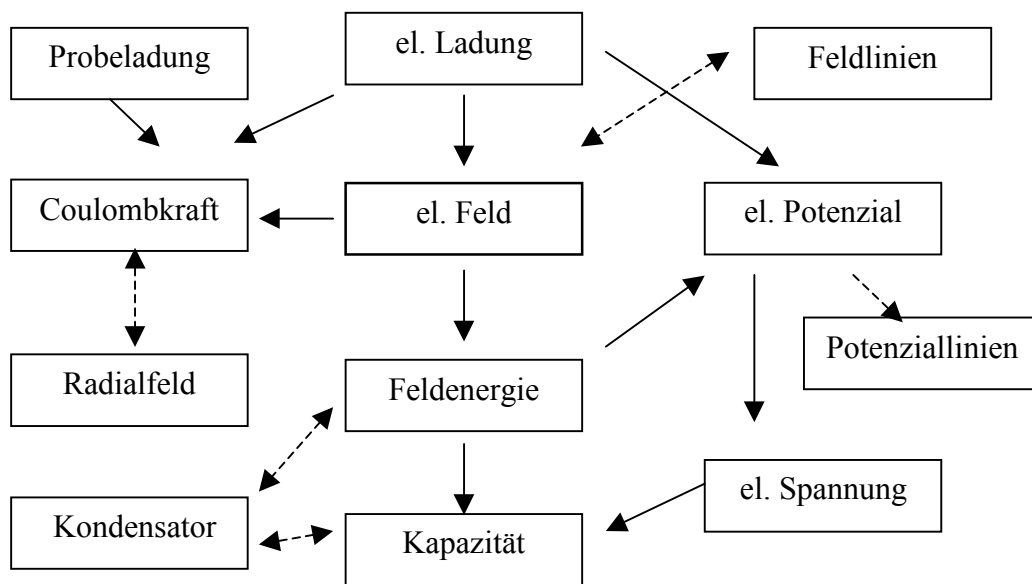 Probeladung
el. Ladung
Feldlinien
Coulombkraft
el. Feld
el. Potenzial
Radialfeld
Feldenergie
Potenziallinien
Kondensator
Kapazität
el. Spannung